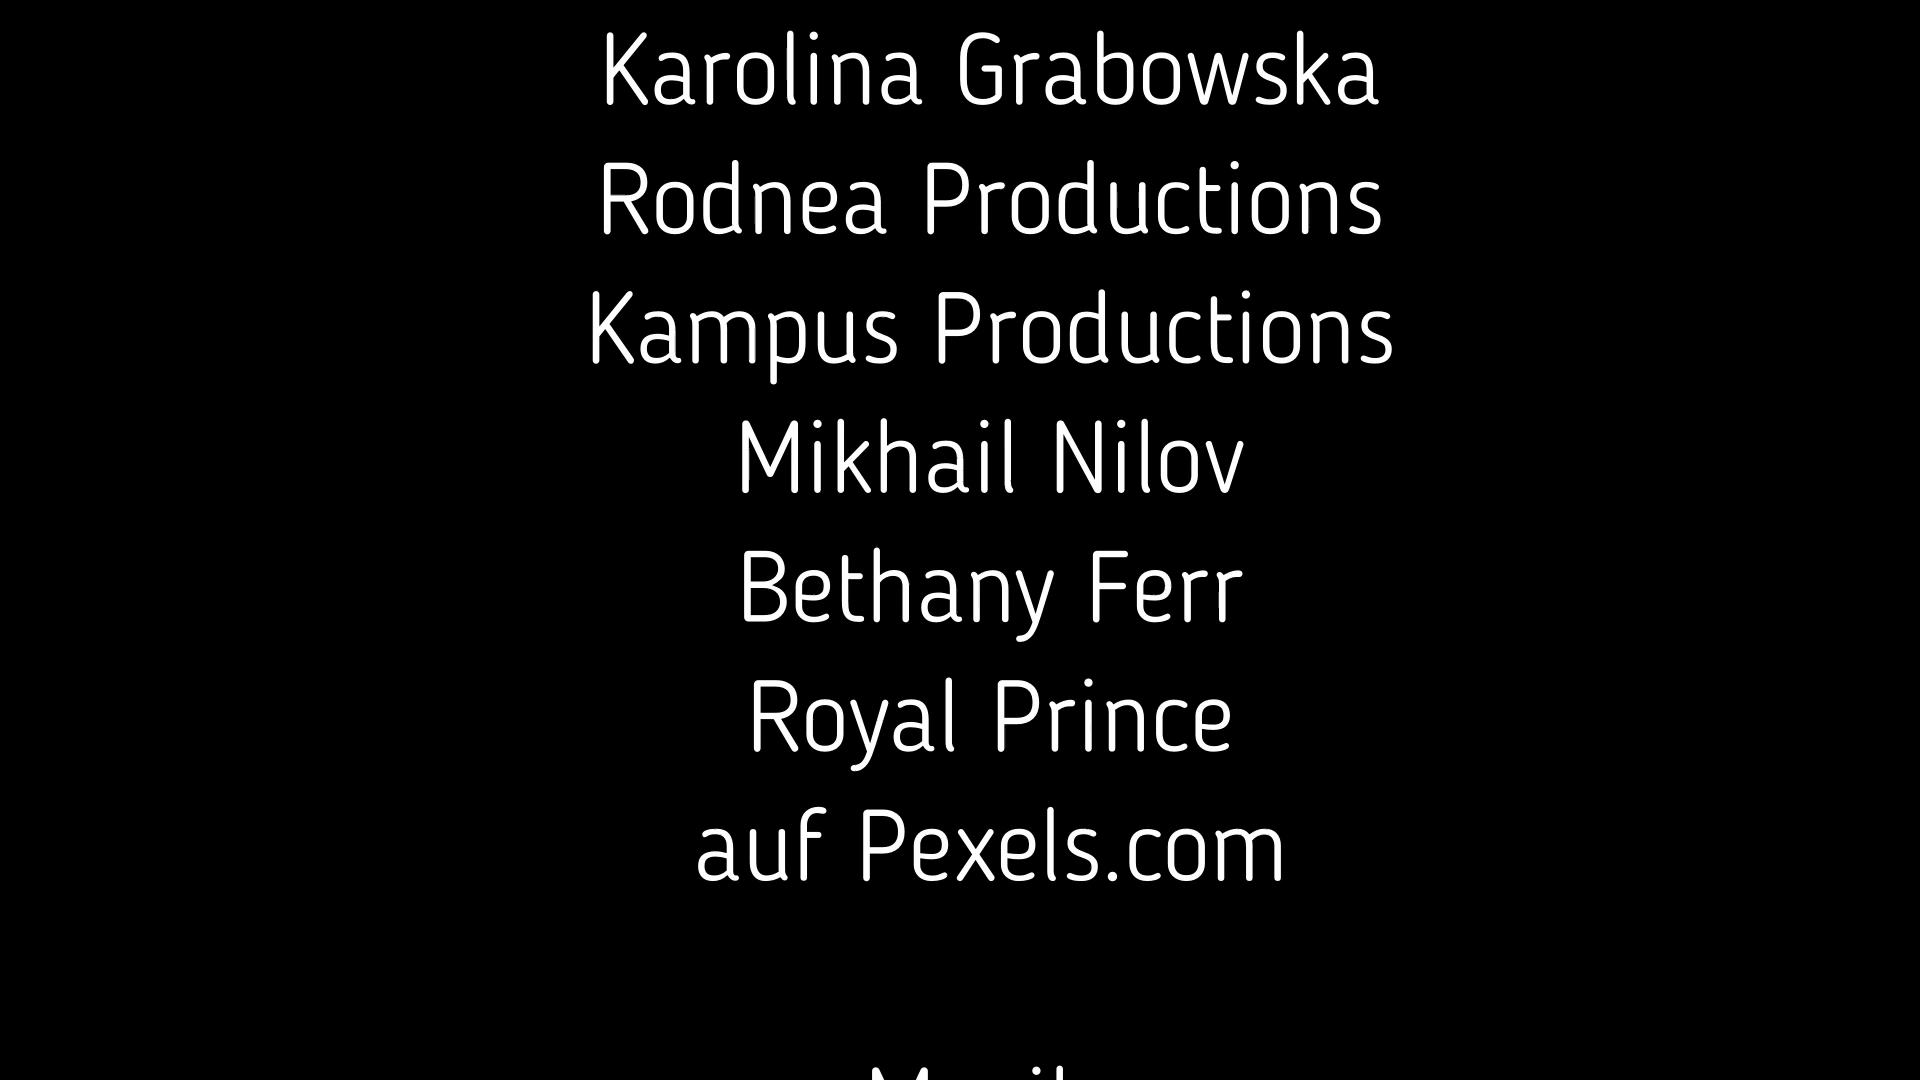 Karolina Grabowska
Rodnea Productions
Kampus Productions
Mikhail Nilov
Bethany Ferr
Royal Prince
auf Pexels.com